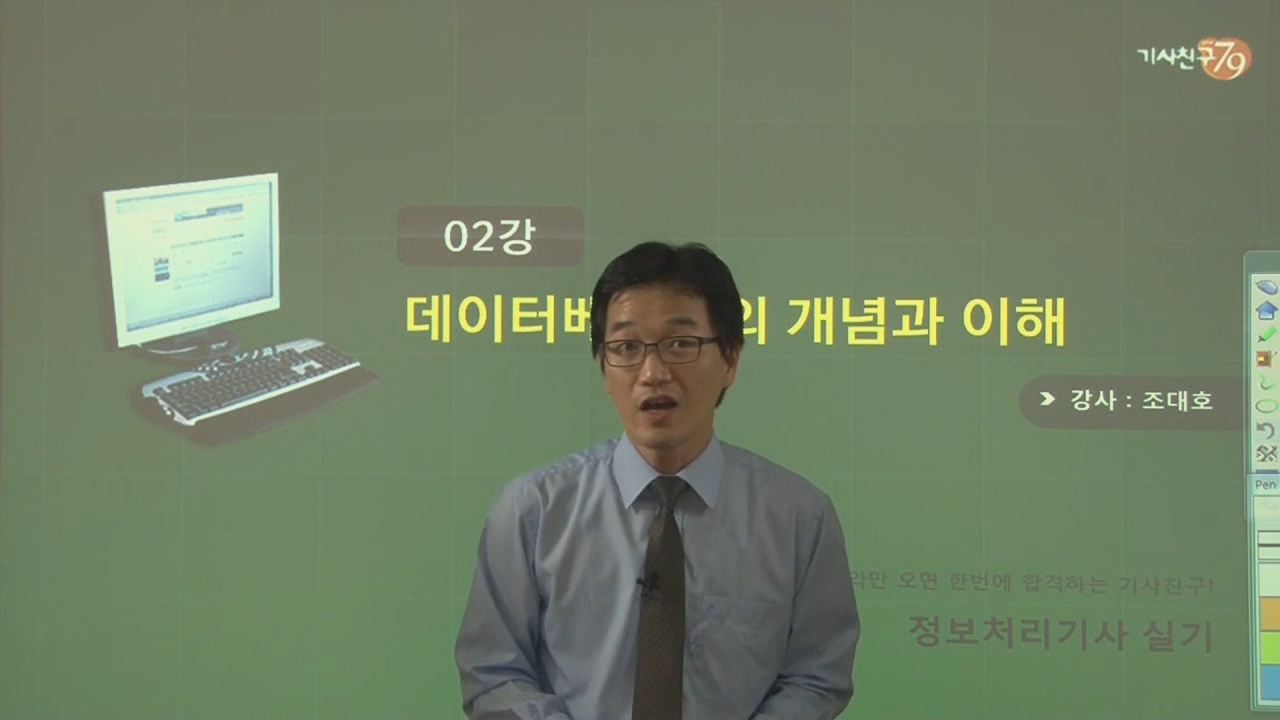 기사친구79
02강
데이터베 의 개념과 이해
강사 : 조대호
라만 오면 한번에 합격하는 기사친구!
정보처리기사 실기
Pen